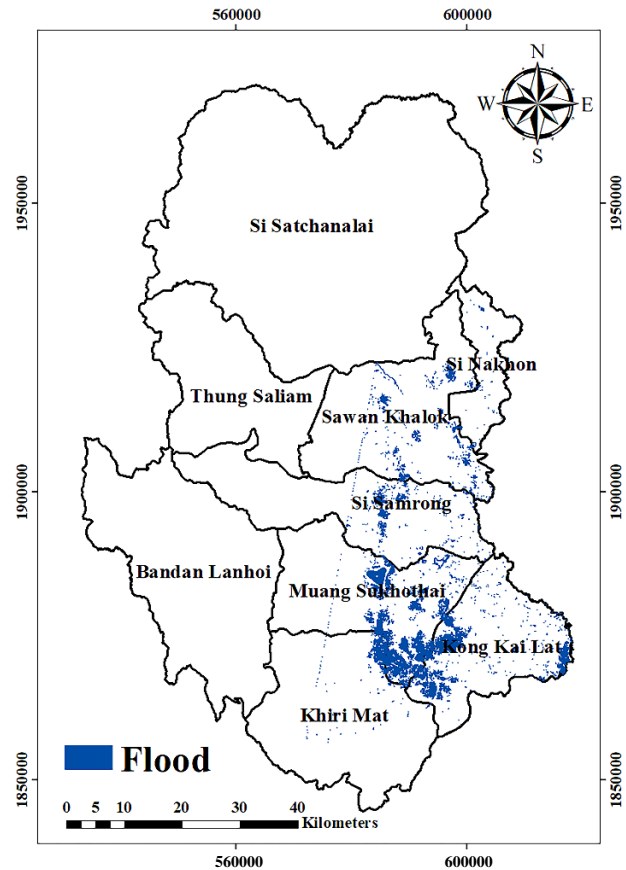 560000 600000
N
W E
S
1950000 1950000
Si Satchanalai
Si Nakhon
Thung Saliam
Sawan Khalok
1900000 1900000
Si Samrong
Bandan Lanhoi
Muang Sukhothai
Kong Kai Lat
Khiri Mat
Flood
1850000 1850000
0 5 10 20 30 40
Kilometers
560000 600000